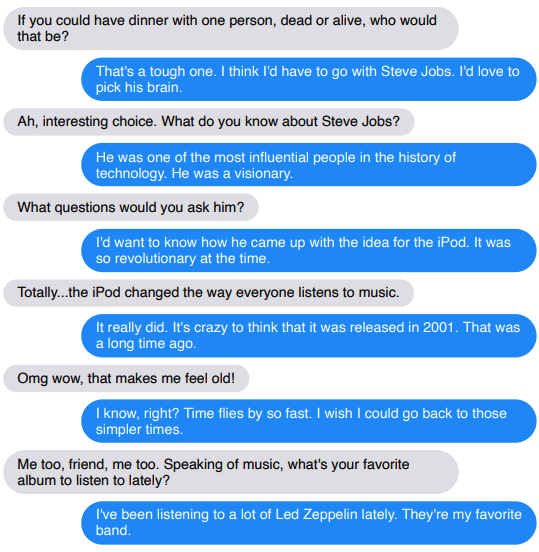 If you could have dinner with one person, dead or alive, who would
that be?
That's a tough one. I think I'd have to go with Steve Jobs. I'd love to
pick his brain.
Ah, interesting choice. What do you know about Steve Jobs?
He was one of the most influential people in the history of
technology. He was a visionary.
What questions would you ask him?
I'd want to know how he came up with the idea for the iPod. It was
so revolutionary at the time.
Totally...the iPod changed the way everyone listens to music.
It really did. It's crazy to think that it was released in 2001. That was
a long time ago.
Omg wow, that makes me feel old!
I know, right? Time flies by so fast. I wish I could go back to those
simpler times.
Me too, friend, me too. Speaking of music, what's your favorite
album to listen to lately?
I've been listening to a lot of Led Zeppelin lately. They're my favorite
band.